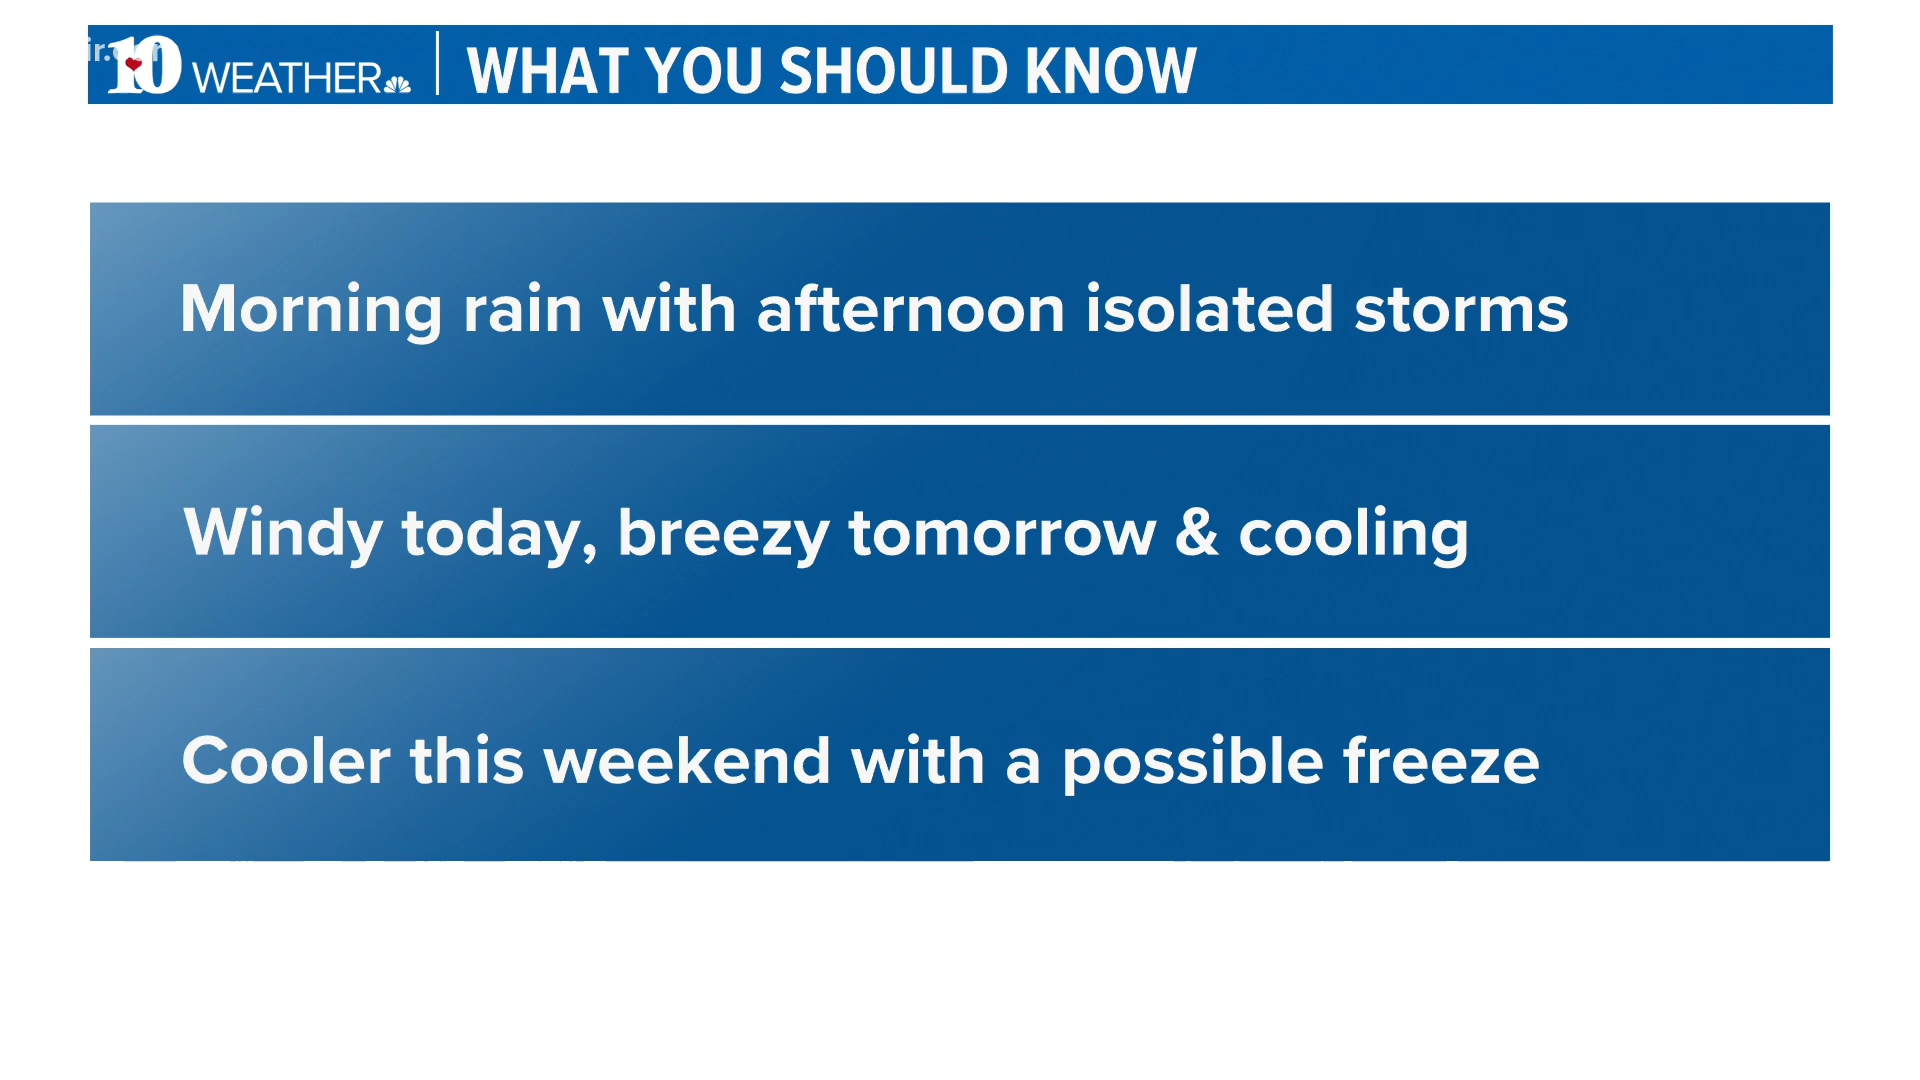 10 WEATHER WHAT YOU SHOULD KNOW
Morning rain with afternoon isolated storms
Windy today, breezy tomorrow & cooling
Cooler this weekend with a possible freeze